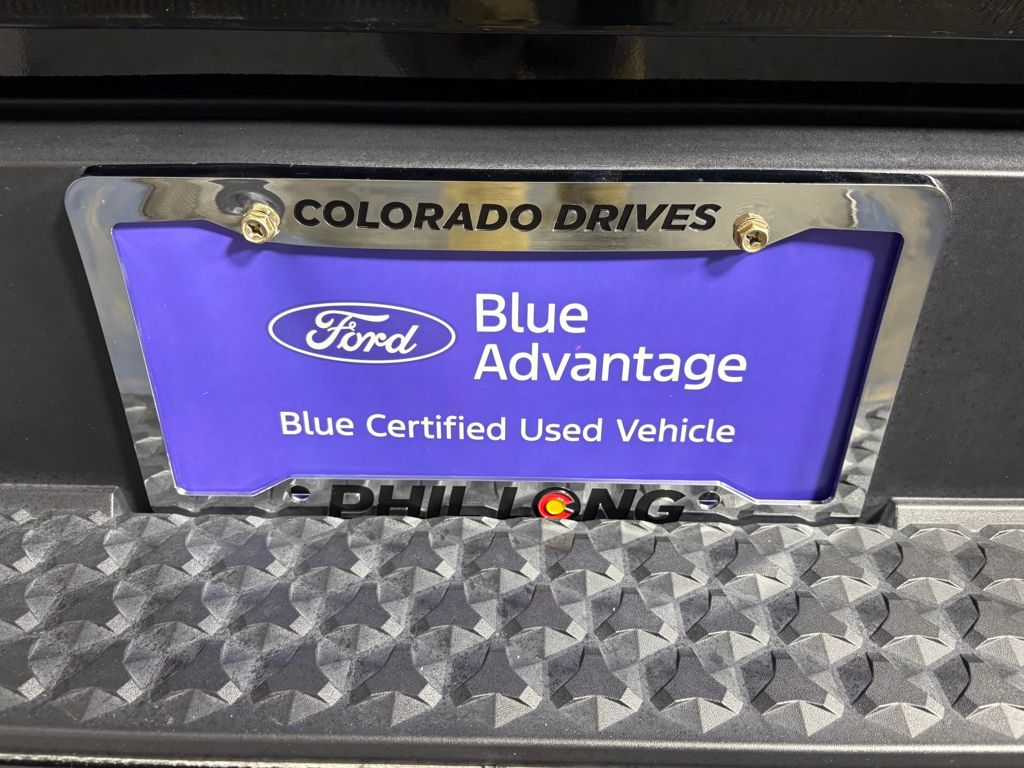 COLORADO DRIVES
Ford
Blue
Advantage
Blue Certified Used Vehicle
PHIL LONG